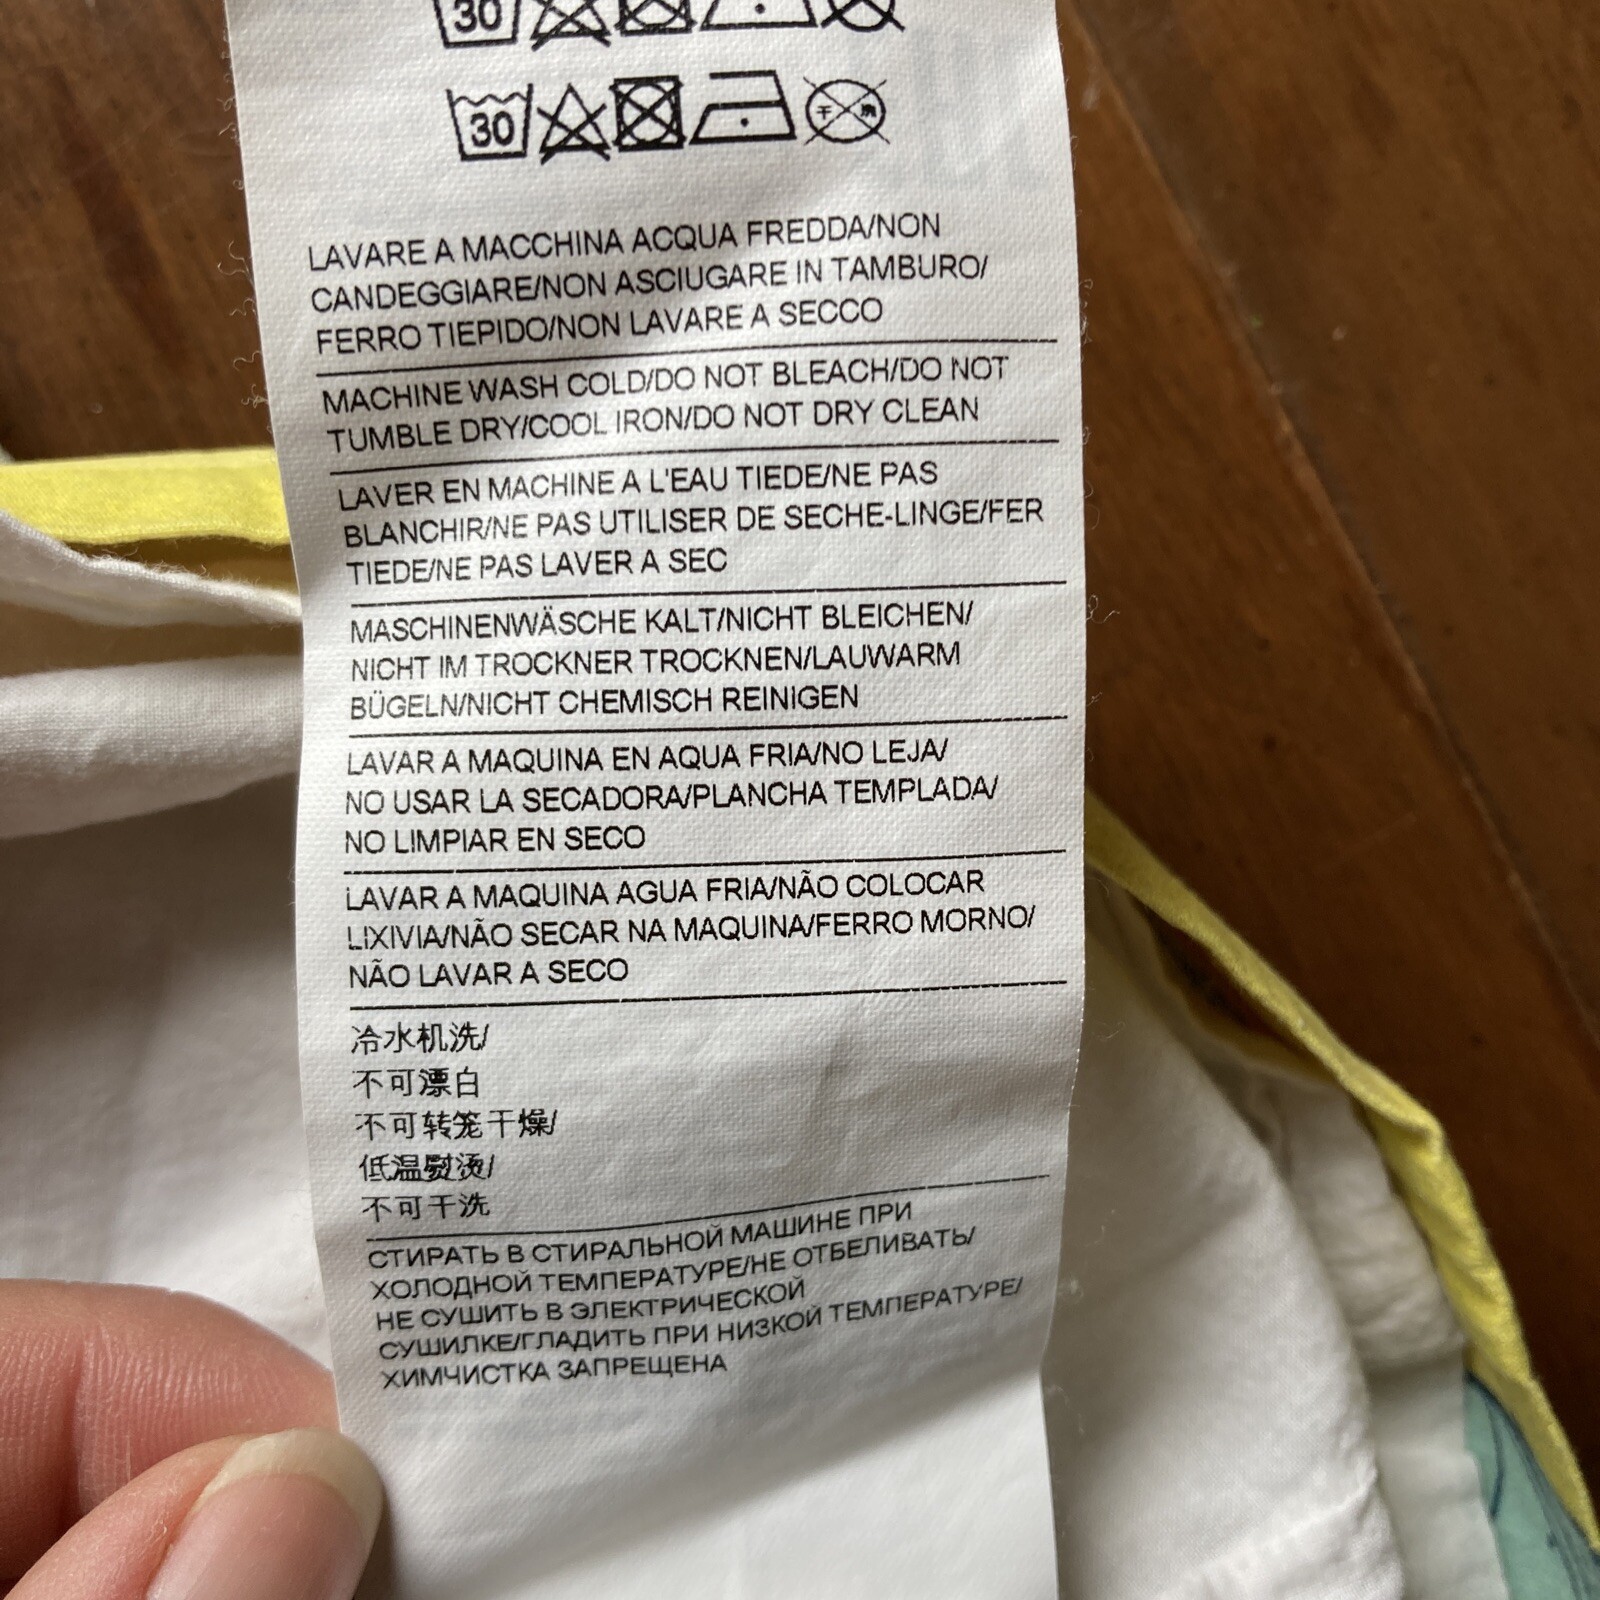 30
30 干 洗
LAVARE A MACCHINA ACQUA FREDDA/NON
CANDEGGIARE/NON ASCIUGARE IN TAMBURO/
FERRO TIEPIDO/NON LAVARE A SECCO
MACHINE WASH COLD/DO NOT BLEACH/DO NOT
TUMBLE DRY/COOL IRON/DO NOT DRY CLEAN
LAVER EN MACHINE A L'EAU TIEDE/NE PAS
BLANCHIR/NE PAS UTILISER DE SECHE-LINGE/FER
TIEDE/NE PAS LAVER A SEC
MASCHINENWÄSCHE KALT/NICHT BLEICHEN/
NICHT IM TROCKNER TROCKNEN/LAUWARM
BÜGELN/NICHT CHEMISCH REINIGEN
LAVAR A MAQUINA EN AQUA FRIA/NO LEJA/
NO USAR LA SECADORA/PLANCHA TEMPLADA/
NO LIMPIAR EN SECO
LAVAR A MAQUINA AGUA FRIA/NÃO COLOCAR
LIXIVIA/NÃO SECAR NA MAQUINA/FERRO MORNO/
NÃO LAVAR A SECO
冷水机洗/
不可漂白
不可转笼干燥/
低温熨烫/
不可干洗
СТИРАТЬ В СТИРАЛЬНОЙ МАШИНЕ ПРИ
ХОЛОДНОЙ ТЕМПЕРАТУРЕ/НЕ ОТБЕЛИВАТЬ/
НЕ СУШИТЬ В ЭЛЕКТРИЧЕСКОЙ
СУШИЛКЕ/ГЛАДИТЬ ПРИ НИЗКОЙ ТЕМПЕРАТУРЕ/
ХИМЧИСТКА ЗАПРЕЩЕНА